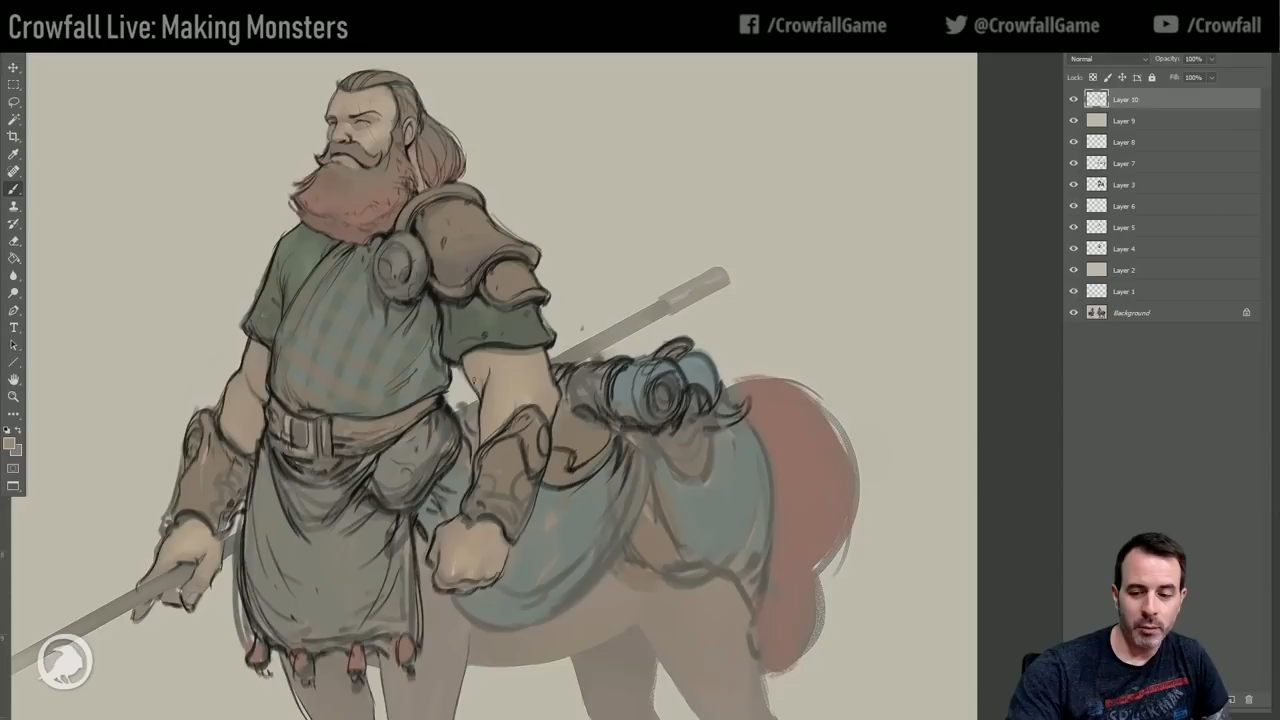 Crowfall Live: Making Monsters
/CrowfallGame
@CrowfallGame
/Crowfall
Normal
Opacity: 100%
Lock:
Fill: 100%
Layer 10
Layer 9
Layer 8
Layer 7
Layer 3
Layer 6
Layer 5
Layer 4
Layer 2
Layer 1
Background